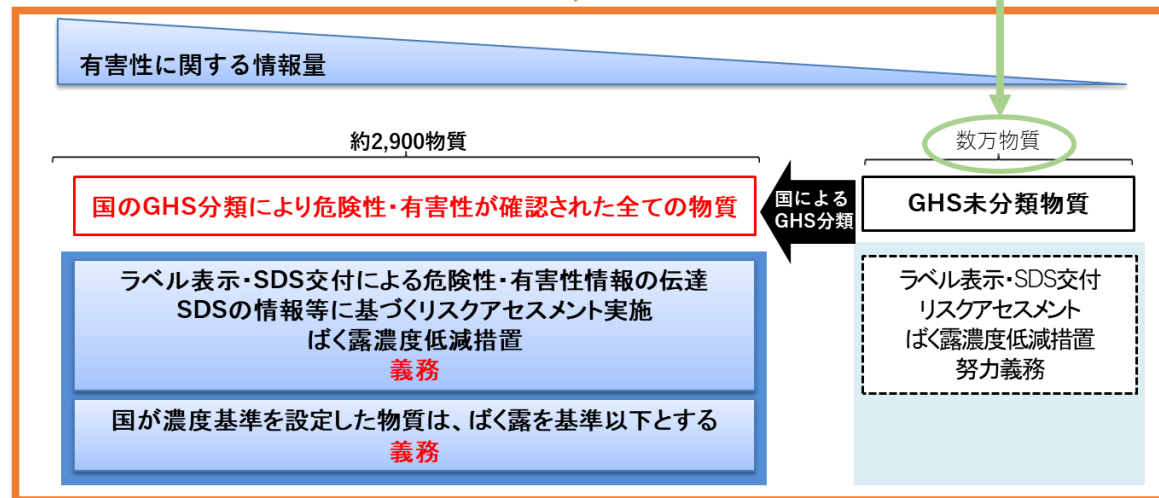 有害性に関する情報量
約2,900物質
数万物質
国のGHS分類により危険性・有害性が確認された全ての物質
国による
GHS分類
GHS未分類物質
ラベル表示・SDS交付による危険性・有害性情報の伝達
SDSの情報等に基づくリスクアセスメント実施
ばく露濃度低減措置
義務
国が濃度基準を設定した物質は、ばく露を基準以下とする
義務
ラベル表示・SDS交付
リスクアセスメント
ばく露濃度低減措置
努力義務